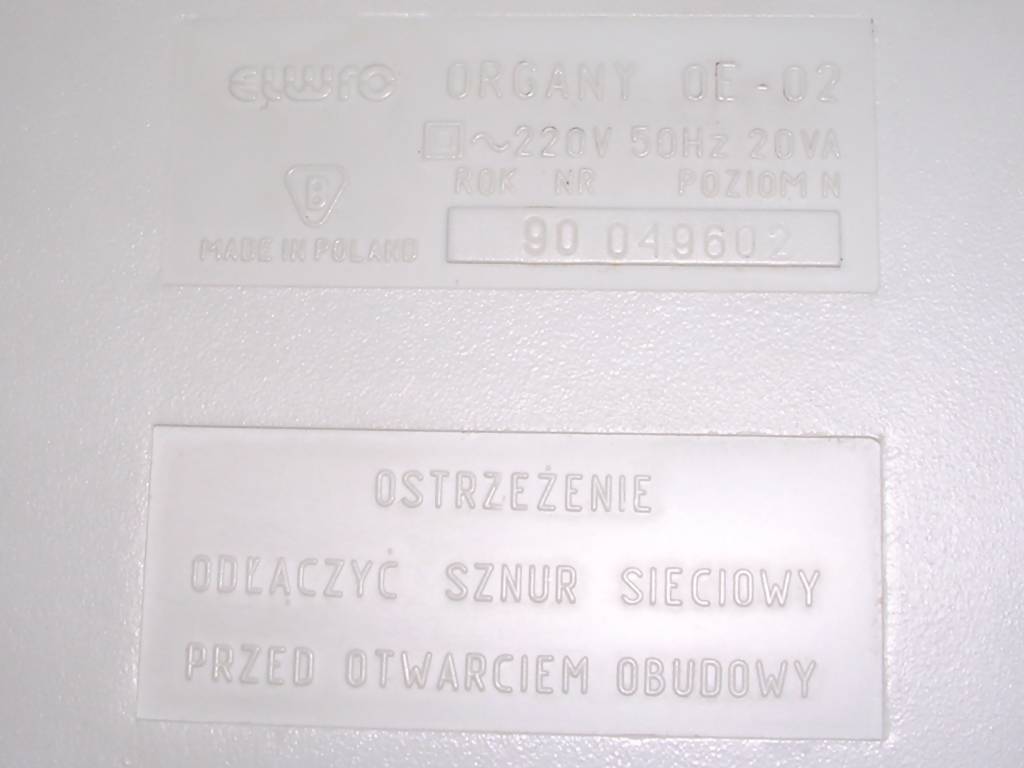 elwro ORGANY OE-02
~220V 50Hz 20VA
B ROK NR POZIOM N
MADE IN POLAND 90 049602
OSTRZEŻENIE
ODŁĄCZYĆ SZNUR SIECIOWY
PRZED OTWARCIEM OBUDOWY